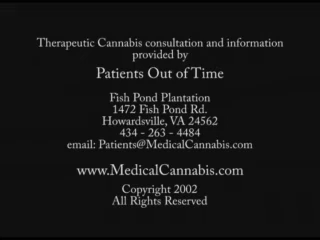 Therapeutic Cannabis consultation and information
provided by
Patients Out of Time
Fish Pond Plantation
1472 Fish Pond Rd.
Howardsville, VA 24562
434 - 263 - 4484
email: Patients@MedicalCannabis.com
www.MedicalCannabis.com
Copyright 2002
All Rights Reserved